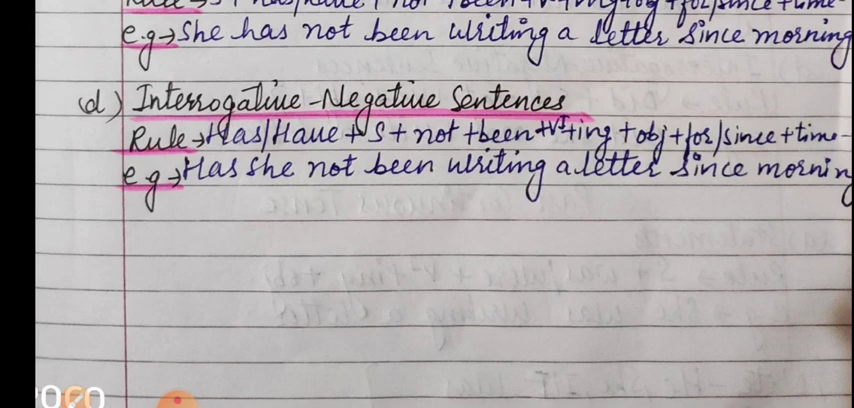 e.g→She has not been writing a letter since morning
(d) Interrogative-Negative Sentences
Rule→Has/Have + S + not + been + V¹ + ing + obj + for/since + time-
e.g→Has she not been writing a letter since mornin